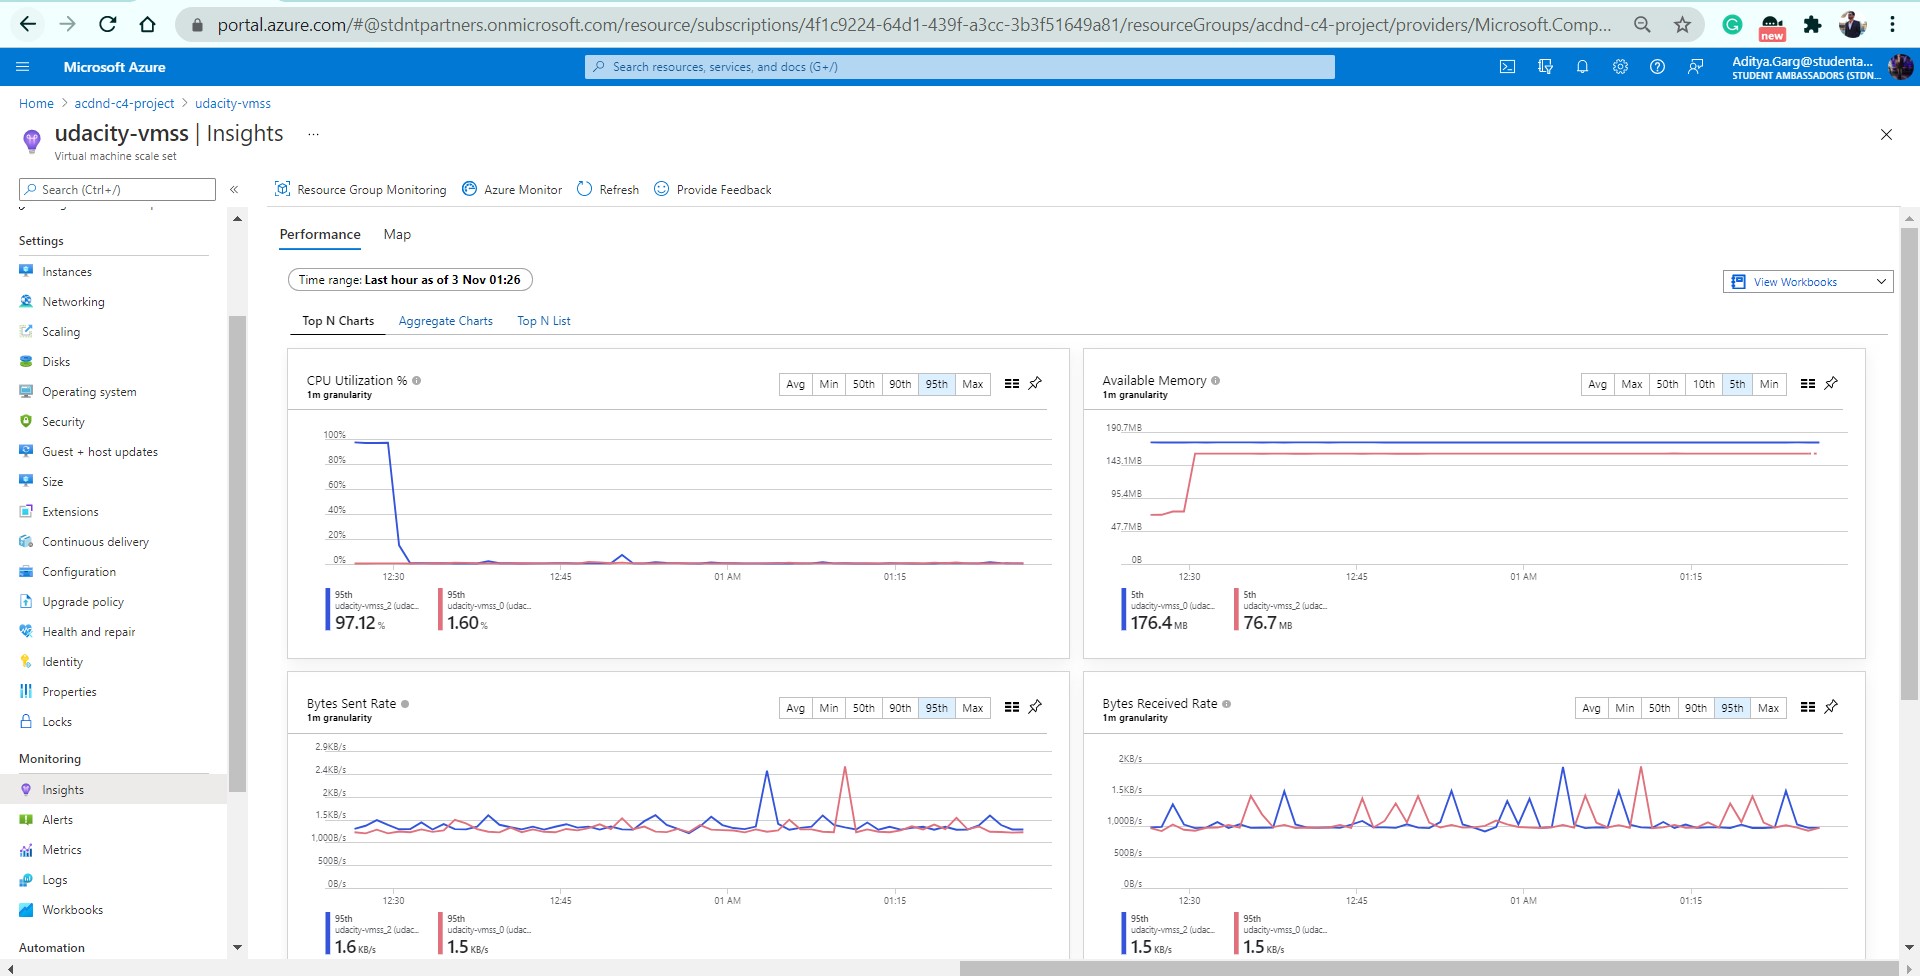 portal.azure.com/#@stdntpartners.onmicrosoft.com/resource/subscriptions/4f1c9224-64d1-439f-a3cc-3b3f51649a81/resourceGroups/acdnd-c4-project/providers/Microsoft.Comp...
new
Microsoft Azure
Search resources, services, and docs (G+/)
Aditya.Garg@studenta...
STUDENT AMBASSADORS (STDN...
Home > acdnd-c4-project > udacity-vmss
udacity-vmss | Insights ...
Virtual machine scale set
Search (Ctrl+/)
«
Resource Group Monitoring
Azure Monitor
Refresh
Provide Feedback
Settings
Instances
Networking
Scaling
Disks
Operating system
Security
Guest + host updates
Size
Extensions
Continuous delivery
Configuration
Upgrade policy
Health and repair
Identity
Properties
Locks
Monitoring
Insights
Alerts
Metrics
Logs
Workbooks
Automation
Performance
Map
Time range: Last hour as of 3 Nov 01:26
View Workbooks
Top N Charts
Aggregate Charts
Top N List
CPU Utilization %
1m granularity
Avg Min 50th 90th 95th Max
100%
80%
60%
40%
20%
0%
12:30 12:45 01 AM 01:15
95th
udacity-vmss_2 (udac...
97.12 %
95th
udacity-vmss_0 (udac...
1.60 %
Available Memory
1m granularity
Avg Max 50th 10th 5th Min
190.7MB
143.1MB
95.4MB
47.7MB
0B
12:30 12:45 01 AM 01:15
5th
udacity-vmss_0 (udac...
176.4 MB
5th
udacity-vmss_2 (udac...
76.7 MB
Bytes Sent Rate
1m granularity
Avg Min 50th 90th 95th Max
2.9KB/s
2.4KB/s
2KB/s
1.5KB/s
1,000B/s
500B/s
0B/s
12:30 12:45 01 AM 01:15
95th
udacity-vmss_2 (udac...
1.6 KB/s
95th
udacity-vmss_0 (udac...
1.5 KB/s
Bytes Received Rate
1m granularity
Avg Min 50th 90th 95th Max
2KB/s
1.5KB/s
1,000B/s
500B/s
0B/s
12:30 12:45 01 AM 01:15
95th
udacity-vmss_2 (udac...
1.5 KB/s
95th
udacity-vmss_0 (udac...
1.5 KB/s